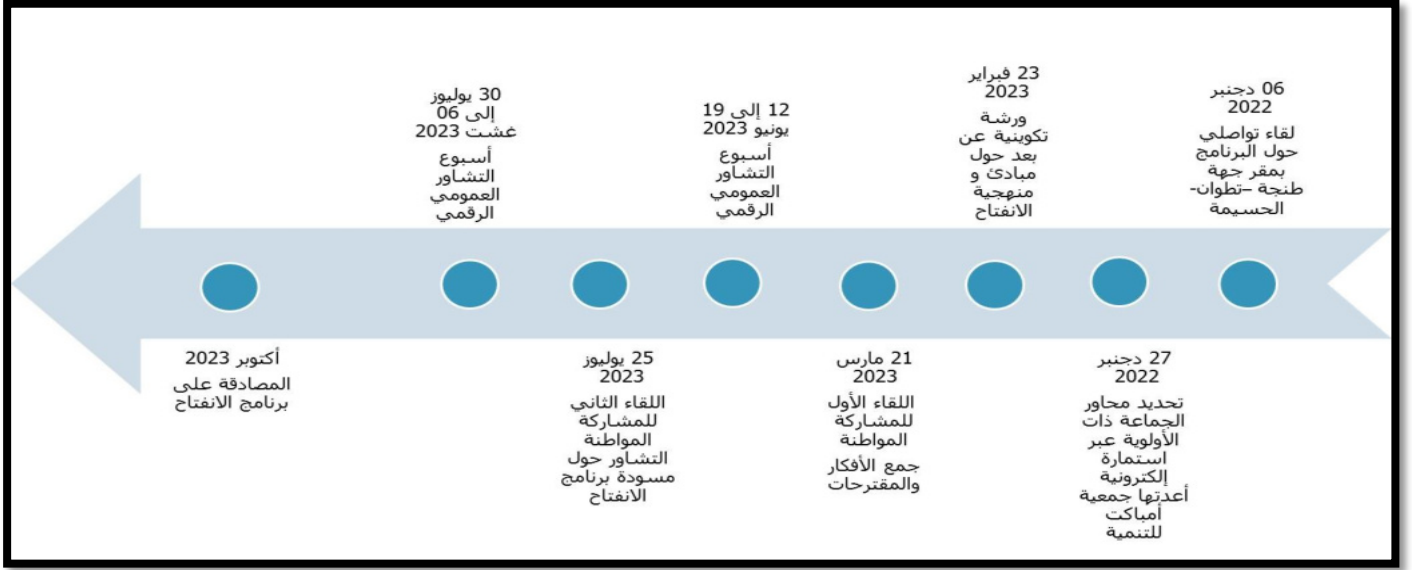 06 دجنبر
2022
لقاء تواصلي
حول البرنامج
بمقر جهة
طنجة –تطوان-
الحسيمة
27 دجنبر
2022
تحديد محاور
الجماعة ذات
الأولوية عبر
استمارة
إلكترونية
أعدتها جمعية
أمباكت
للتنمية
23 فبراير
2023
ورشة
تكوينية عن
بعد حول
مبادئ و
منهجية
الانفتاح
21 مارس
2023
اللقاء الأول
للمشاركة
المواطنة
جمع الأفكار
والمقترحات
12 إلى 19
يونيو 2023
أسبوع
التشاور
العمومي
الرقمي
25 يوليوز
2023
اللقاء الثاني
للمشاركة
المواطنة
التشاور حول
مسودة برنامج
الانفتاح
30 يوليوز
إلى 06
غشت 2023
أسبوع
التشاور
العمومي
الرقمي
أكتوبر 2023
المصادقة على
برنامج الانفتاح